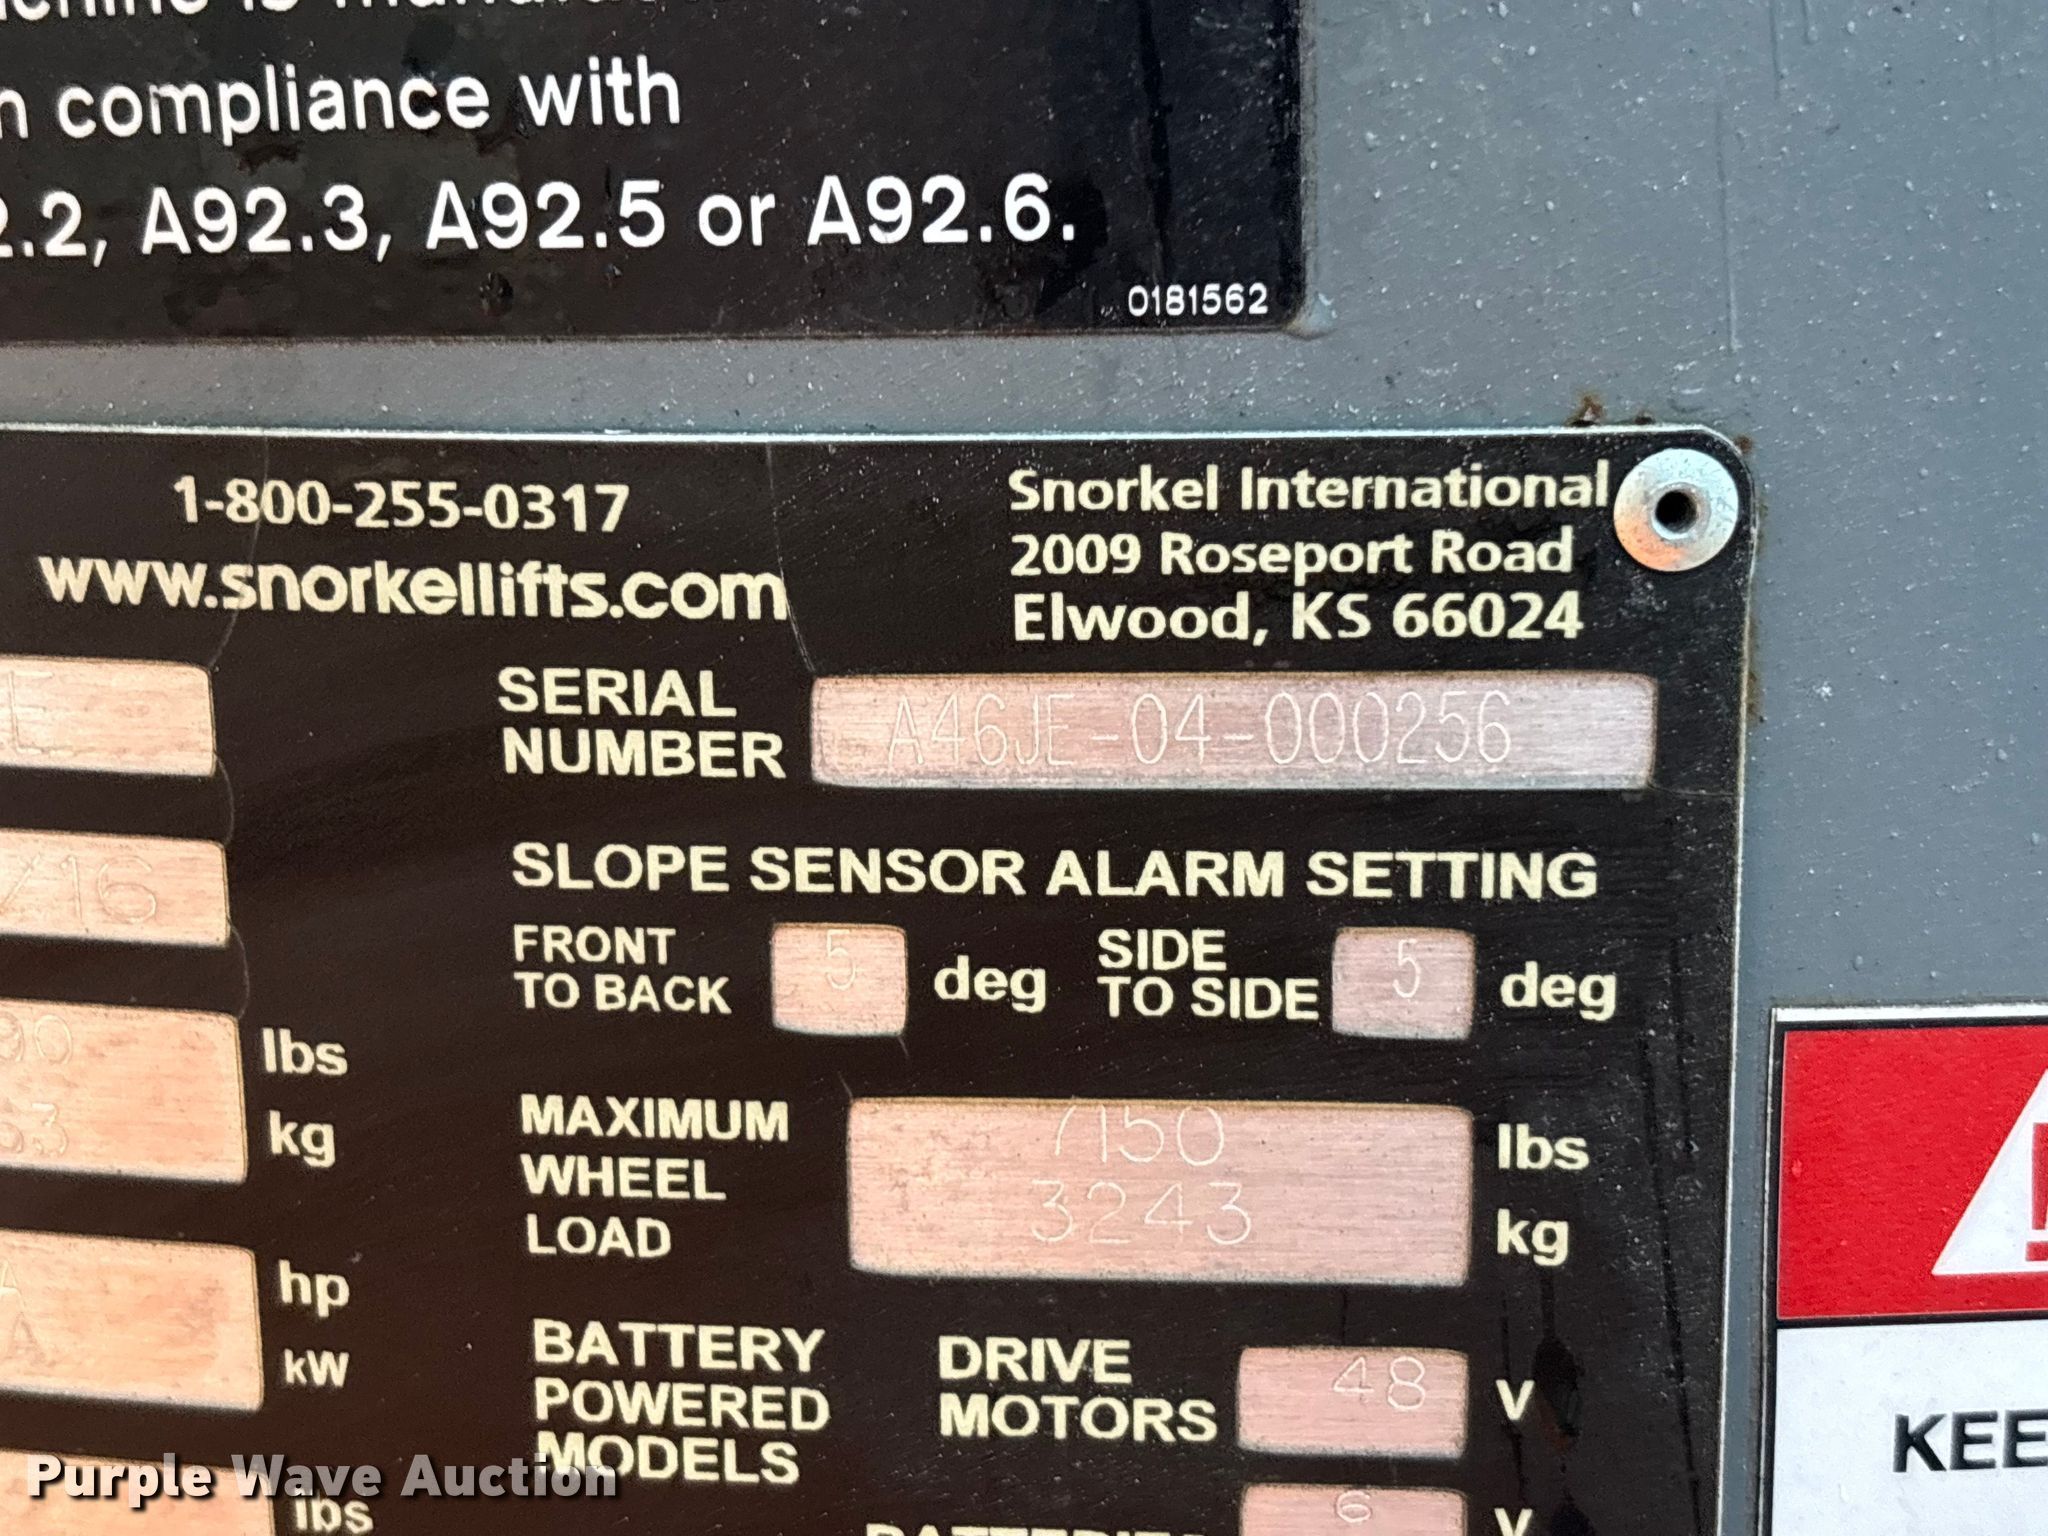 compliance with
A92.3, A92.5 or A92.6.
0181562
1-800-255-0317
www.snorkellifts.com
Snorkel International
2009 Roseport Road
Elwood, KS 66024
E
SERIAL
NUMBER
A46JE-04-000256
/16
SLOPE SENSOR ALARM SETTING
FRONT
TO BACK
5
deg
SIDE
TO SIDE
5
deg
90
lbs
63
kg
MAXIMUM
WHEEL
LOAD
7150
lbs
3243
kg
A
hp
A
kW
BATTERY
POWERED
MODELS
DRIVE
MOTORS
48
V
6
V
lbs
KEE
Purple Wave Auction